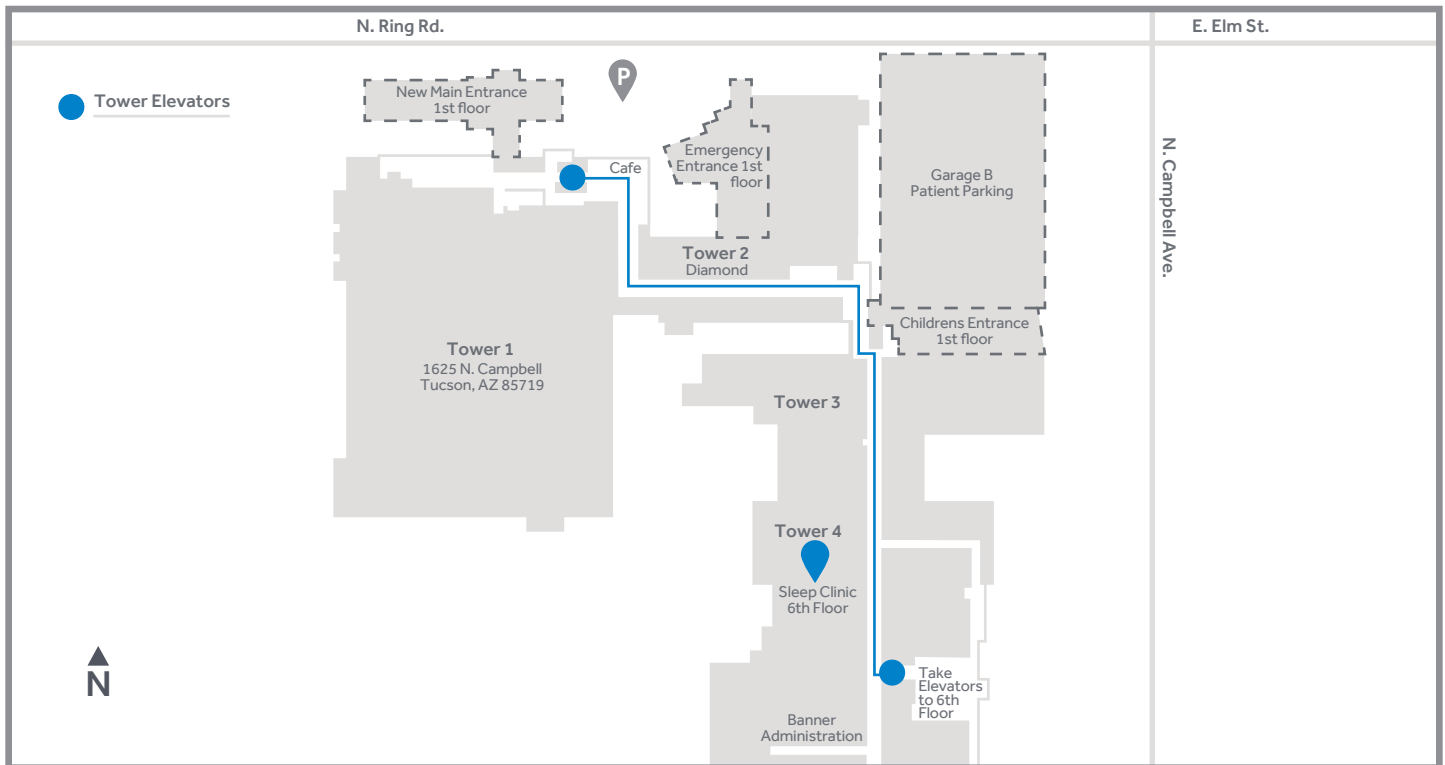 N. Ring Rd.
E. Elm St.
P
Tower Elevators
New Main Entrance
1st floor
Cafe
Emergency
Entrance 1st
floor
Garage B
Patient Parking
N. Campbell Ave.
Tower 2
Diamond
Childrens Entrance
1st floor
Tower 1
1625 N. Campbell
Tucson, AZ 85719
Tower 3
Tower 4
Sleep Clinic
6th Floor
N
Take
Elevators
to 6th
Floor
Banner
Administration